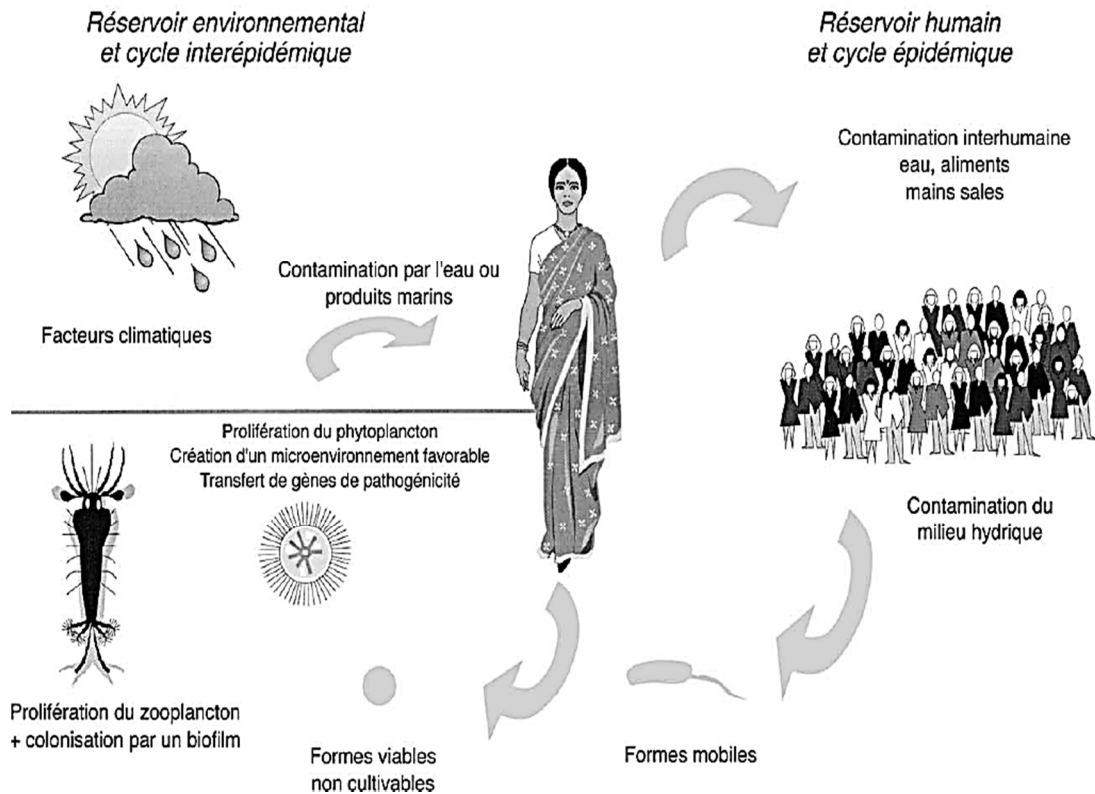 Réservoir environnemental
et cycle interépidémique
Réservoir humain
et cycle épidémique
Contamination interhumaine
eau, aliments
mains sales
Contamination par l'eau ou
produits marins
Facteurs climatiques
Prolifération du phytoplancton
Création d'un microenvironnement favorable
Transfert de gènes de pathogénicité
Contamination du
milieu hydrique
Prolifération du zooplancton
+ colonisation par un biofilm
Formes viables
non cultivables
Formes mobiles